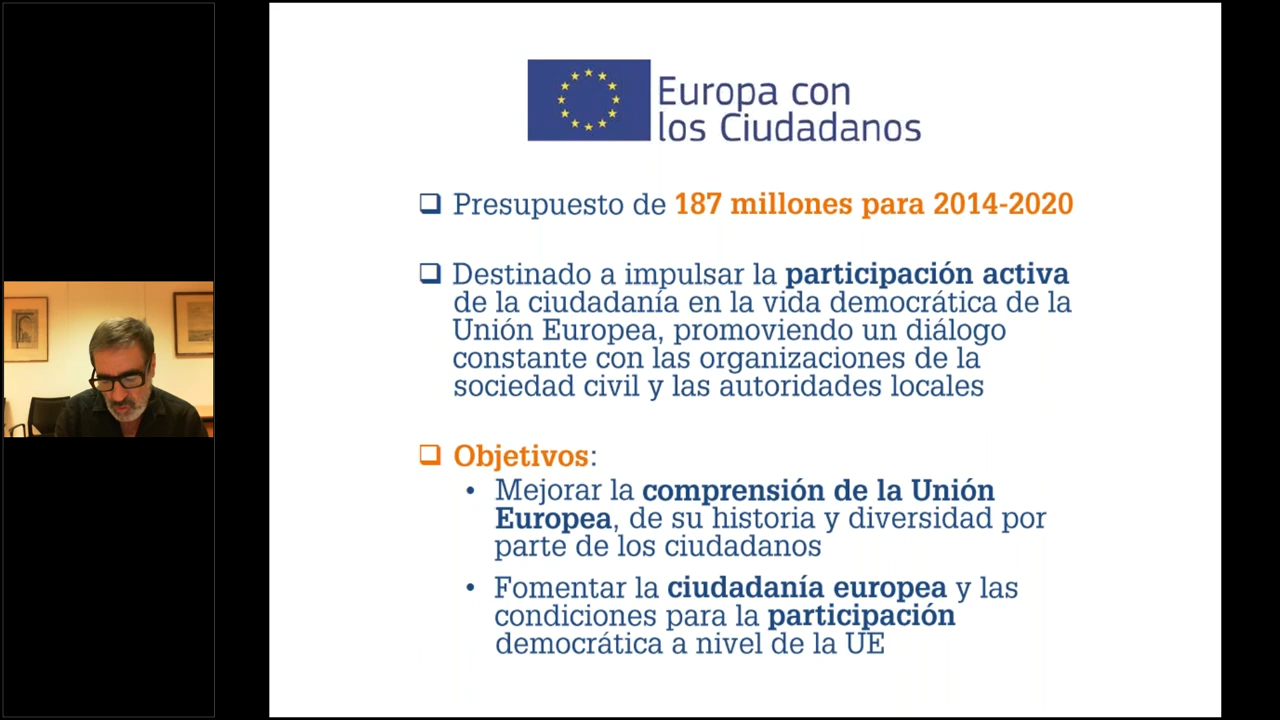 Europa con
los Ciudadanos
❑ Presupuesto de 187 millones para 2014-2020
❑ Destinado a impulsar la participación activa
de la ciudadanía en la vida democrática de la
Unión Europea, promoviendo un diálogo
constante con las organizaciones de la
sociedad civil y las autoridades locales
❑ Objetivos:
• Mejorar la comprensión de la Unión
Europea, de su historia y diversidad por
parte de los ciudadanos
• Fomentar la ciudadanía europea y las
condiciones para la participación
democrática a nivel de la UE